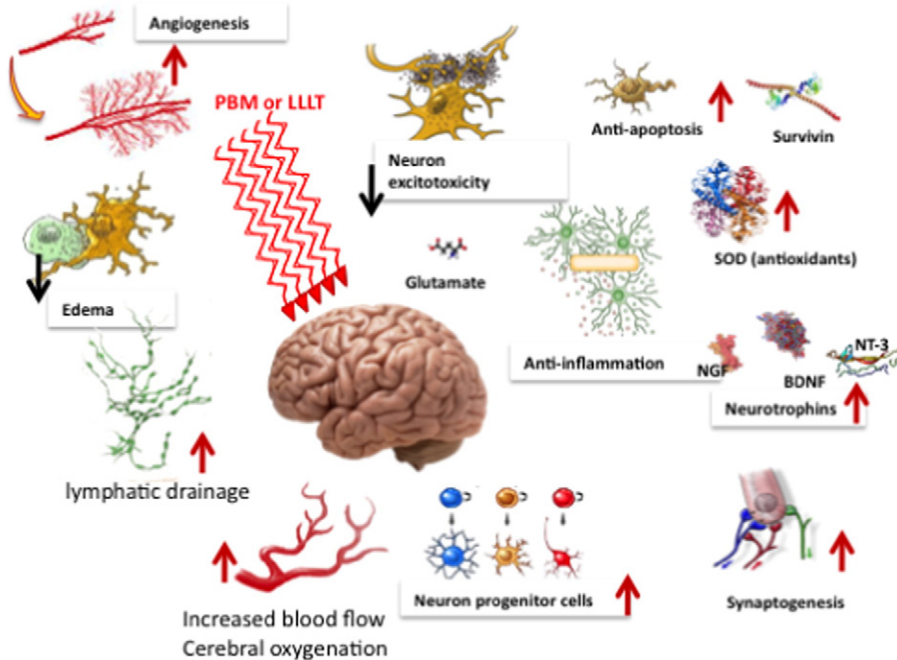 Angiogenesis
PBM or LLLT
Neuron
excitotoxicity
Anti-apoptosis
Survivin
SOD (antioxidants)
Glutamate
Edema
Anti-inflammation
NGF
BDNF
NT-3
Neurotrophins
lymphatic drainage
Increased blood flow
Cerebral oxygenation
Neuron progenitor cells
Synaptogenesis